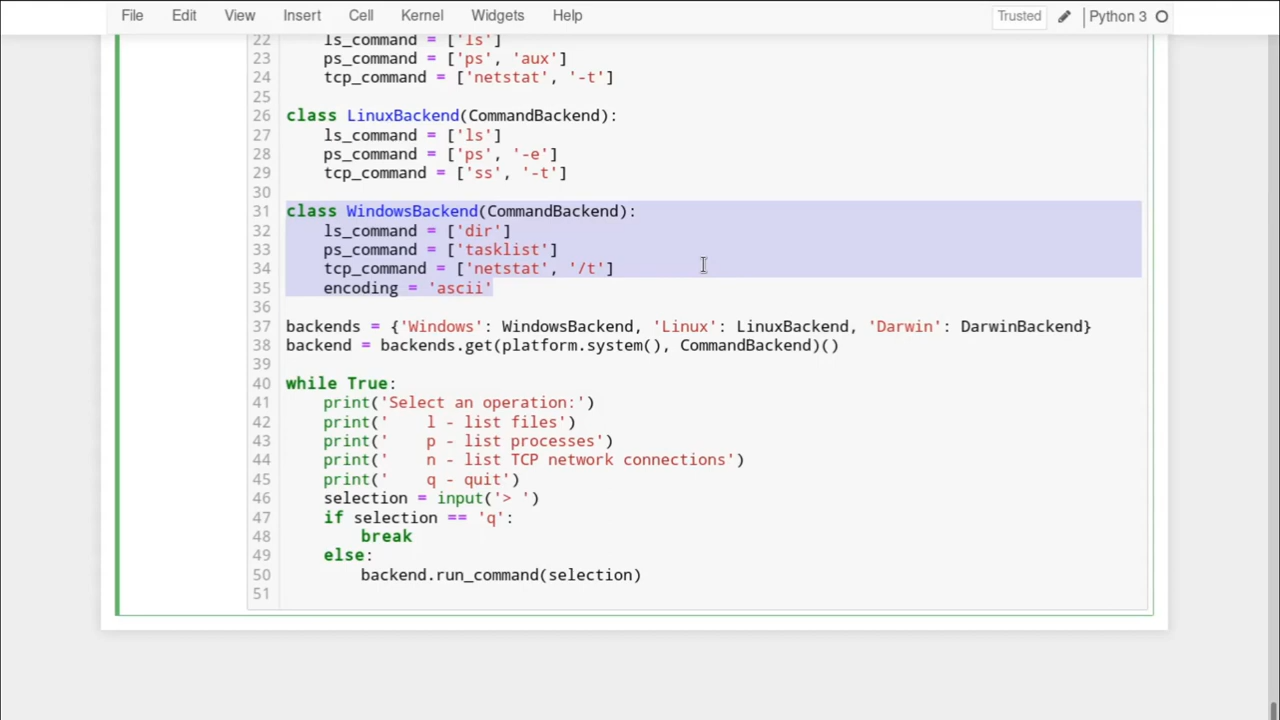 File Edit View Insert Cell Kernel Widgets Help Trusted Python 3
22     ls_command = ['ls']
23     ps_command = ['ps', 'aux']
24     tcp_command = ['netstat', '-t']
25
26 class LinuxBackend(CommandBackend):
27     ls_command = ['ls']
28     ps_command = ['ps', '-e']
29     tcp_command = ['ss', '-t']
30
31 class WindowsBackend(CommandBackend):
32     ls_command = ['dir']
33     ps_command = ['tasklist']
34     tcp_command = ['netstat', '/t']
35     encoding = 'ascii'
36
37 backends = {'Windows': WindowsBackend, 'Linux': LinuxBackend, 'Darwin': DarwinBackend}
38 backend = backends.get(platform.system(), CommandBackend)()
39
40 while True:
41     print('Select an operation:')
42     print('    l - list files')
43     print('    p - list processes')
44     print('    n - list TCP network connections')
45     print('    q - quit')
46     selection = input('> ')
47     if selection == 'q':
48         break
49     else:
50         backend.run_command(selection)
51